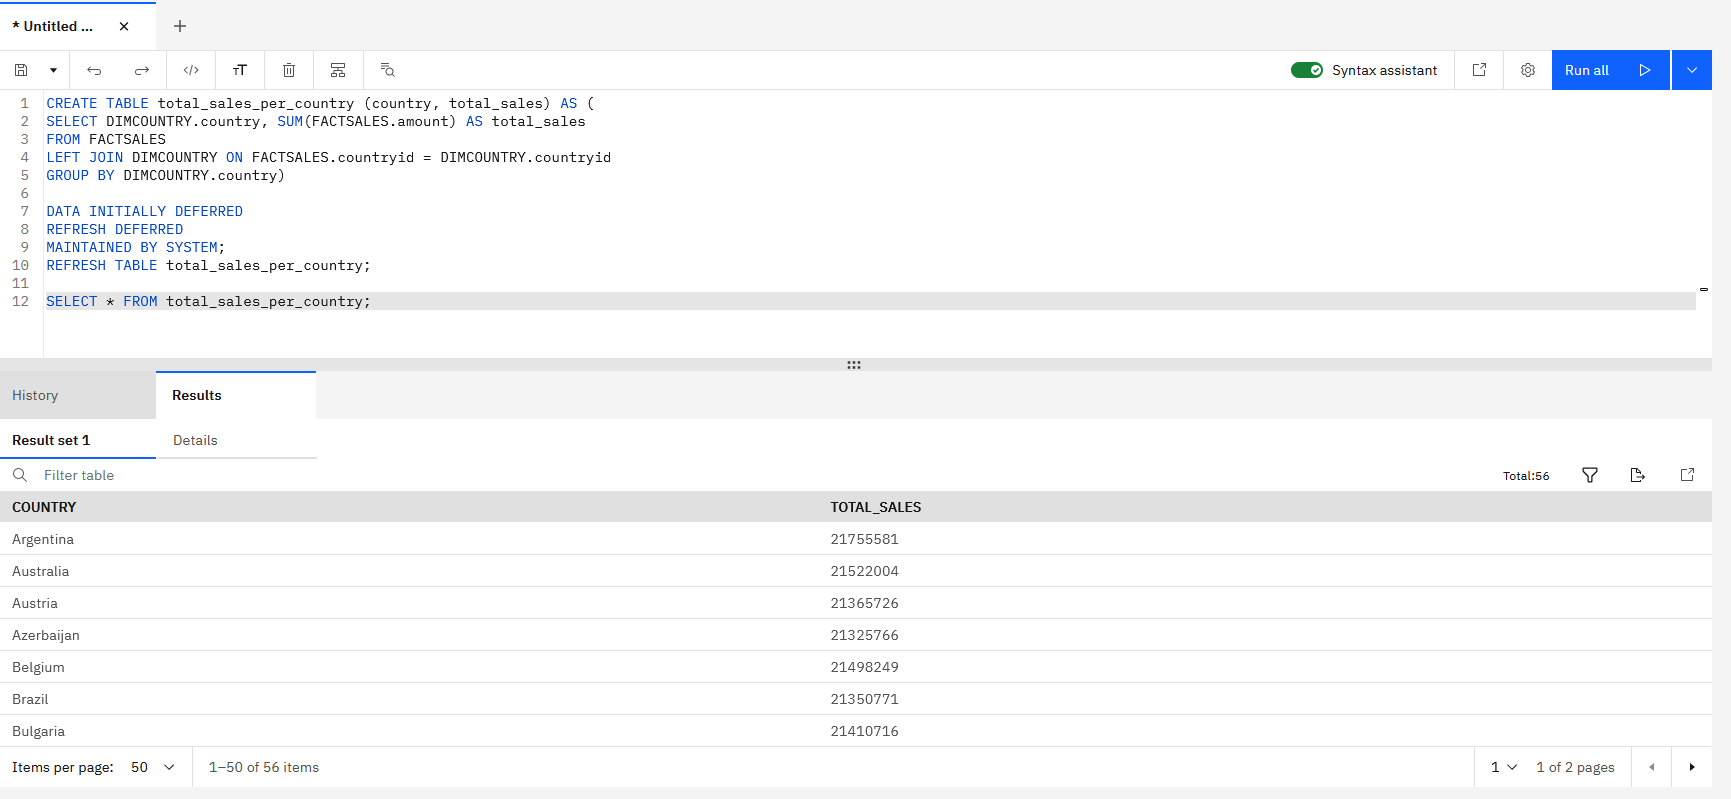 * Untitled ...
Syntax assistant
Run all
1 CREATE TABLE total_sales_per_country (country, total_sales) AS (
2 SELECT DIMCOUNTRY.country, SUM(FACTSALES.amount) AS total_sales
3 FROM FACTSALES
4 LEFT JOIN DIMCOUNTRY ON FACTSALES.countryid = DIMCOUNTRY.countryid
5 GROUP BY DIMCOUNTRY.country)
6
7 DATA INITIALLY DEFERRED
8 REFRESH DEFERRED
9 MAINTAINED BY SYSTEM;
10 REFRESH TABLE total_sales_per_country;
11
12 SELECT * FROM total_sales_per_country;
History Results
Result set 1 Details
Filter table Total:56
COUNTRY TOTAL_SALES
Argentina 21755581
Australia 21522004
Austria 21365726
Azerbaijan 21325766
Belgium 21498249
Brazil 21350771
Bulgaria 21410716
Items per page: 50 1–50 of 56 items 1 1 of 2 pages